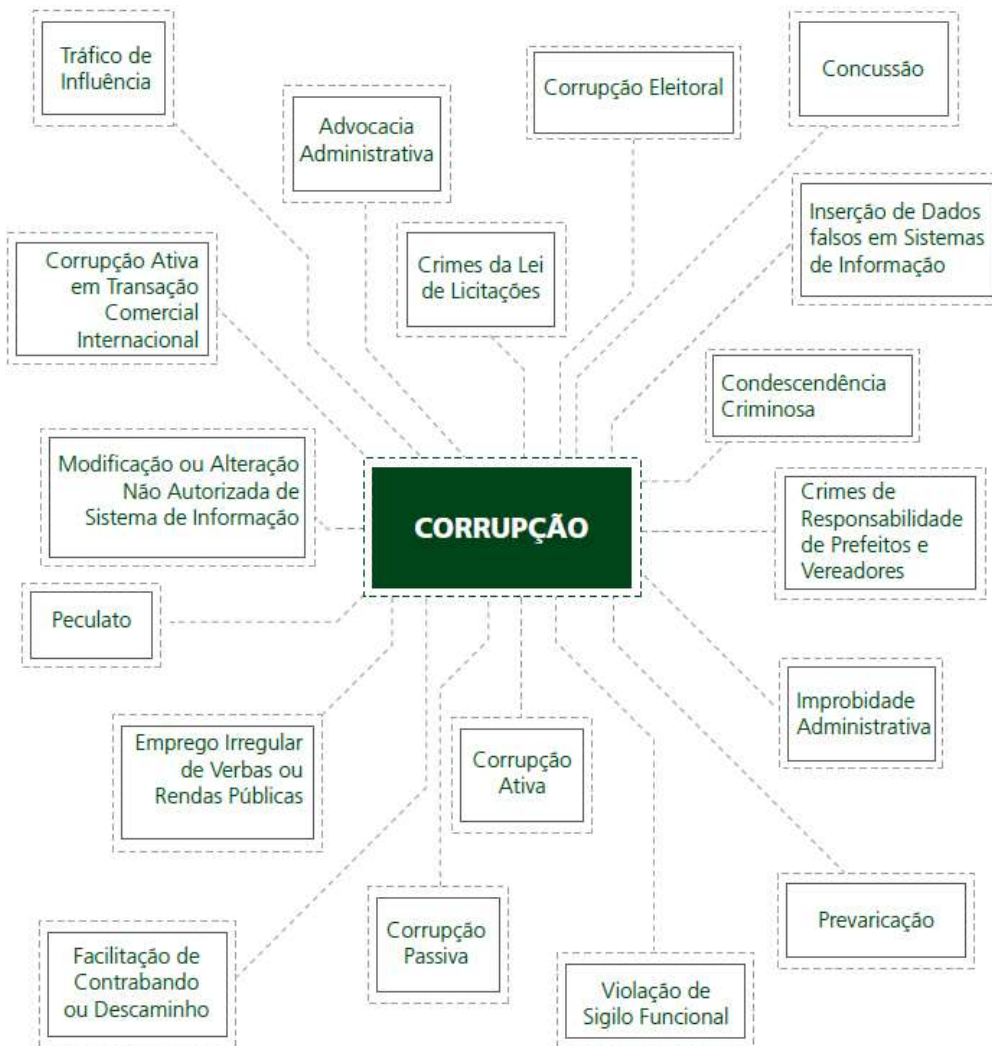 Tráfico de
Influência
Advocacia
Administrativa
Corrupção Eleitoral
Concussão
Corrupção Ativa
em Transação
Comercial
Internacional
Crimes da Lei
de Licitações
Inserção de Dados
falsos em Sistemas
de Informação
Condescendência
Criminosa
Modificação ou Alteração
Não Autorizada de
Sistema de Informação
CORRUPÇÃO
Crimes de
Responsabilidade
de Prefeitos e
Vereadores
Peculato
Improbidade
Administrativa
Emprego Irregular
de Verbas ou
Rendas Públicas
Corrupção
Ativa
Prevaricação
Facilitação de
Contrabando
ou Descaminho
Corrupção
Passiva
Violação de
Sigilo Funcional